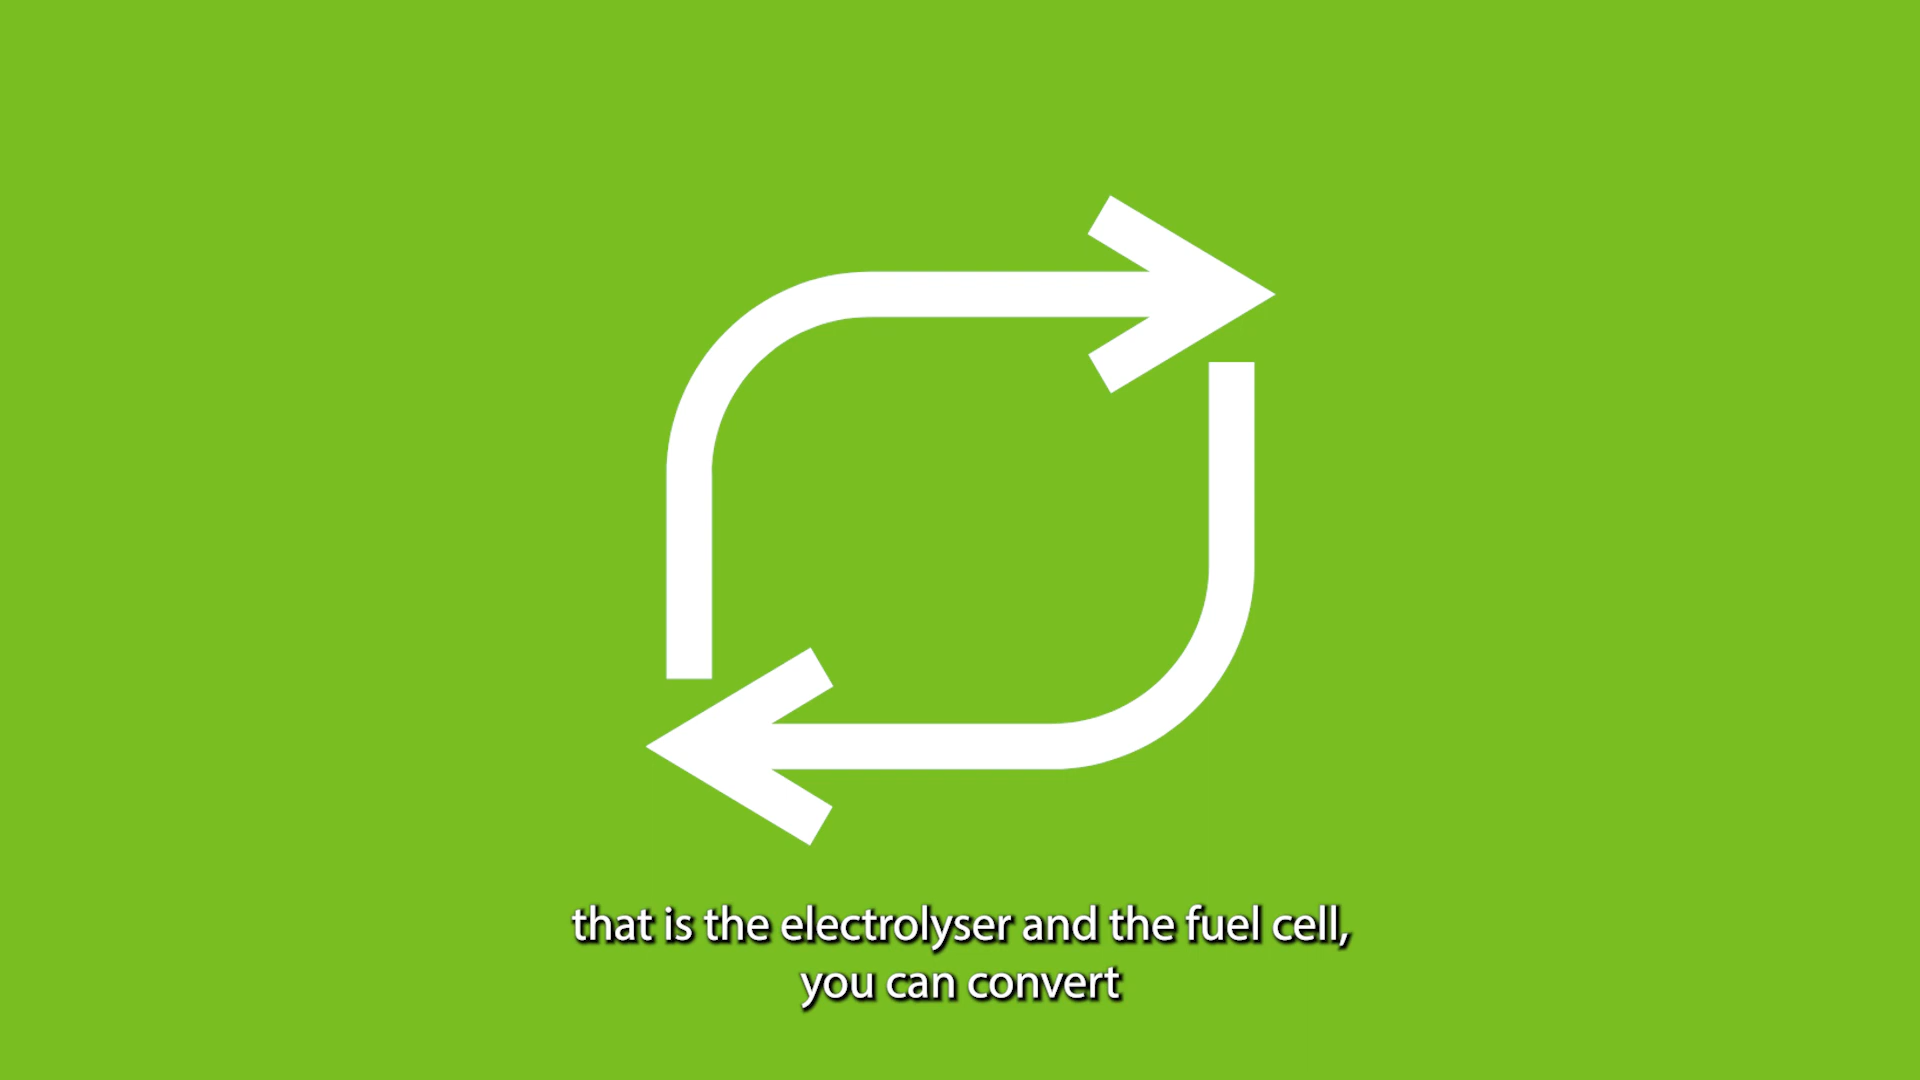 that is the electrolyser and the fuel cell,
you can convert